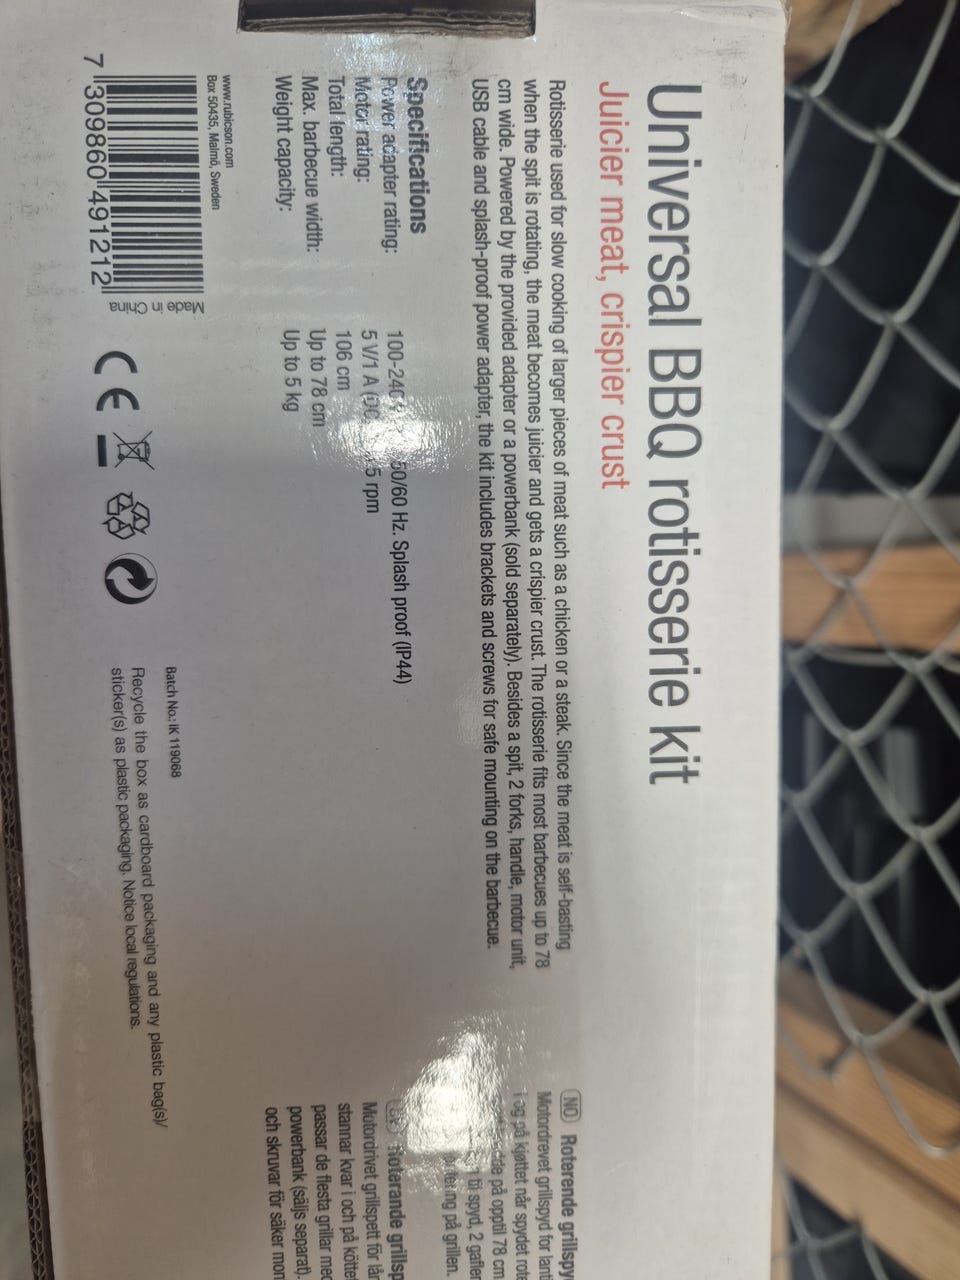 Universal BBQ rotisserie kit
Juicier meat, crispier crust
Rotisserie used for slow cooking of larger pieces of meat such as a chicken or a steak. Since the meat is self-basting
when the spit is rotating, the meat becomes juicier and gets a crispier crust. The rotisserie fits most barbecues up to 78
cm wide. Powered by the provided adapter or a powerbank (sold separately). Besides a spit, 2 forks, handle, motor unit,
USB cable and splash-proof power adapter, the kit includes brackets and screws for safe mounting on the barbecue.
Specifications
Power adapter rating: 50/60 Hz. Splash proof (IP44)
Motor rating: 5 V/1 A rpm
Total length: 106 cm
Max. barbecue width: Up to 78 cm
Weight capacity: Up to 5 kg
www.rubicson.com
Box 50435, Malmö, Sweden
Made in China
7 309860 491212
CE
Batch No.: IK 119068
Recycle the box as cardboard packaging and any plastic bag(s)/
sticker(s) as plastic packaging. Notice local regulations.
NO Roterende grillspy
Motordrevet grillspyd for lan
i og på kjøttet når spydet rot
på opptil 78 cm
til spyd, 2 gafler
på grillen.
Roterande grillsp
Motordrivet grillspett för lå
stannar kvar i och på kötte
passar de flesta grillar med
powerbank (säljs separat).
och skruvar för säker mon